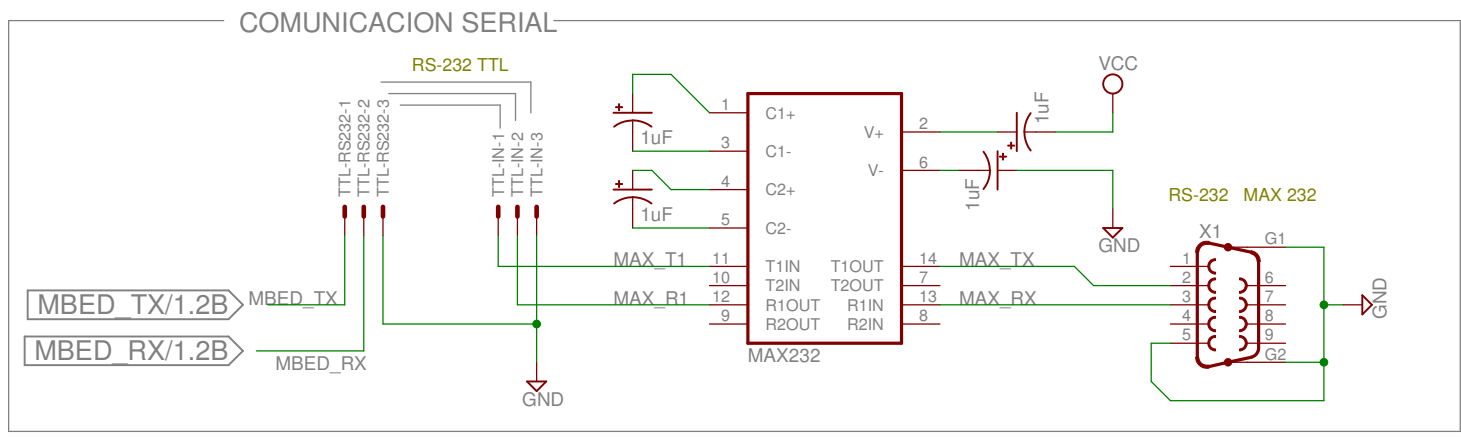 COMUNICACION SERIAL
RS-232 TTL
TTL-RS232-1
TTL-RS232-2
TTL-RS232-3
TTL-IN-1
TTL-IN-2
TTL-IN-3
MBED_TX/1.2B
MBED_TX
MBED_RX/1.2B
MBED_RX
GND
+
1uF
+
1uF
1
3
4
5
11
10
12
9
MAX_T1
MAX_R1
C1+
C1-
C2+
C2-
T1IN
T2IN
R1OUT
R2OUT
V+
V-
T1OUT
T2OUT
R1IN
R2IN
MAX232
2
6
14
7
13
8
+
1uF
+
1uF
VCC
GND
MAX_TX
MAX_RX
RS-232 MAX 232
X1
G1
1
2
3
4
5
6
7
8
9
G2
GND